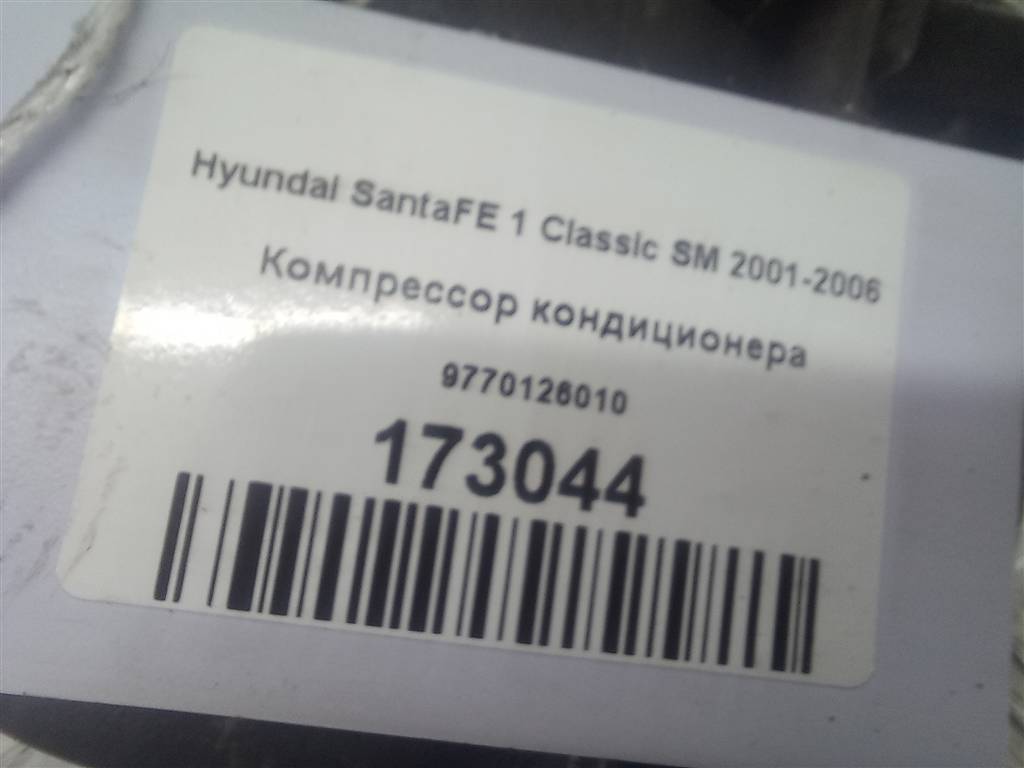 Hyundai SantaFE 1 Classic SM 2001-2006
Компрессор кондиционера
9770126010
173044